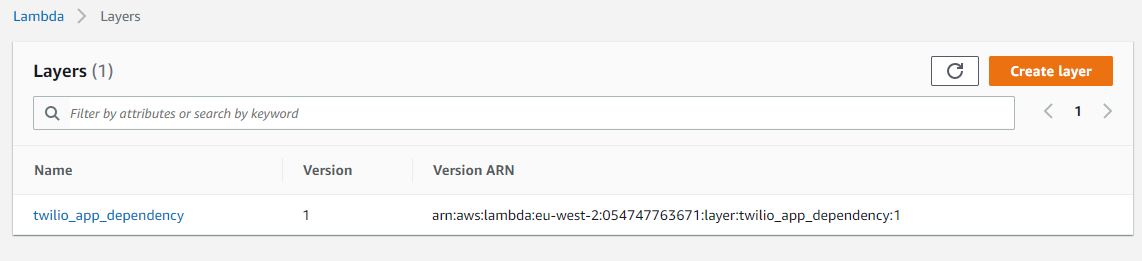 Lambda > Layers
Layers (1)
Create layer
Filter by attributes or search by keyword
1
Name Version Version ARN
twilio_app_dependency 1 arn:aws:lambda:eu-west-2:054747763671:layer:twilio_app_dependency:1